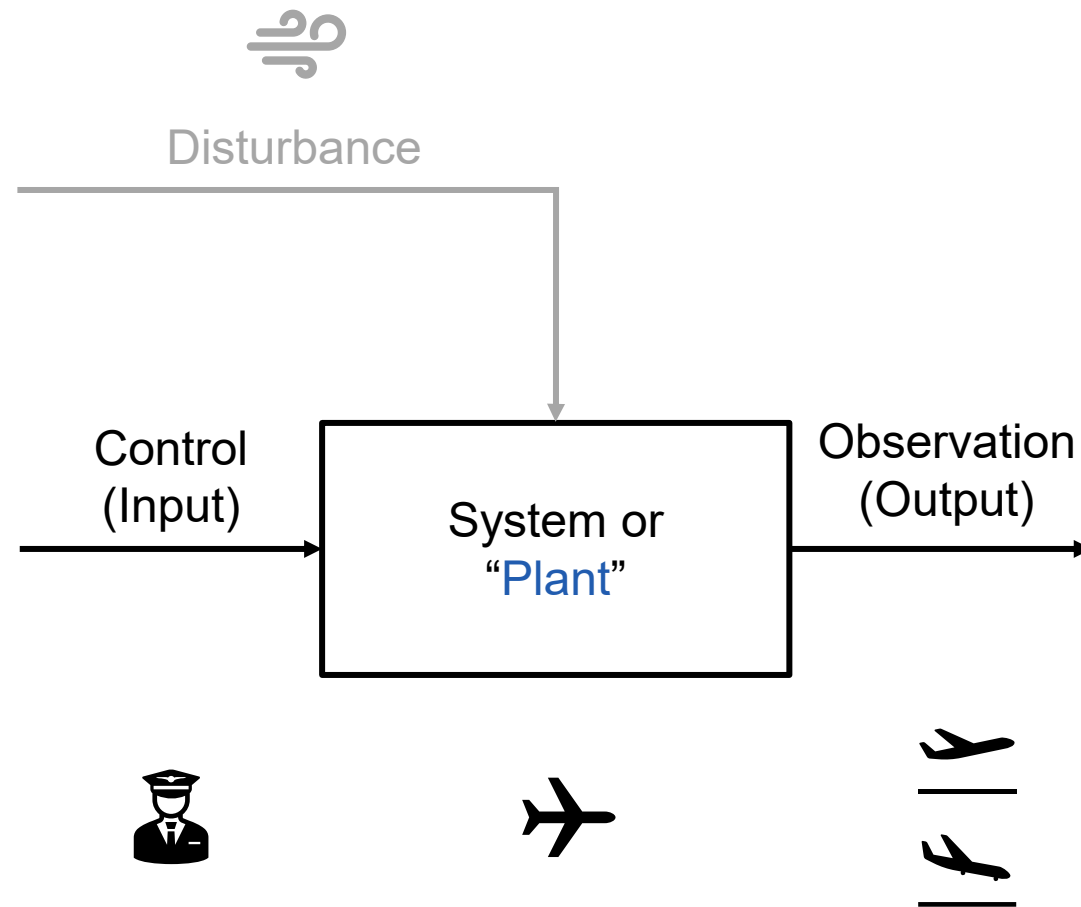 Disturbance
Control
(Input)
System or
“Plant”
Observation
(Output)